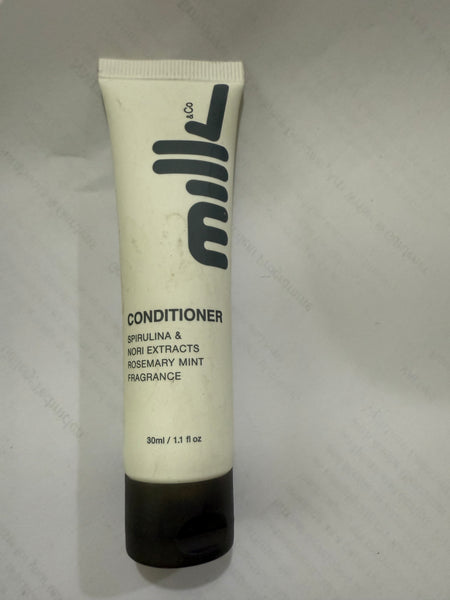 milk
&Co
CONDITIONER
SPIRULINA &
NORI EXTRACTS
ROSEMARY MINT
FRAGRANCE
30ml / 1.1 fl oz